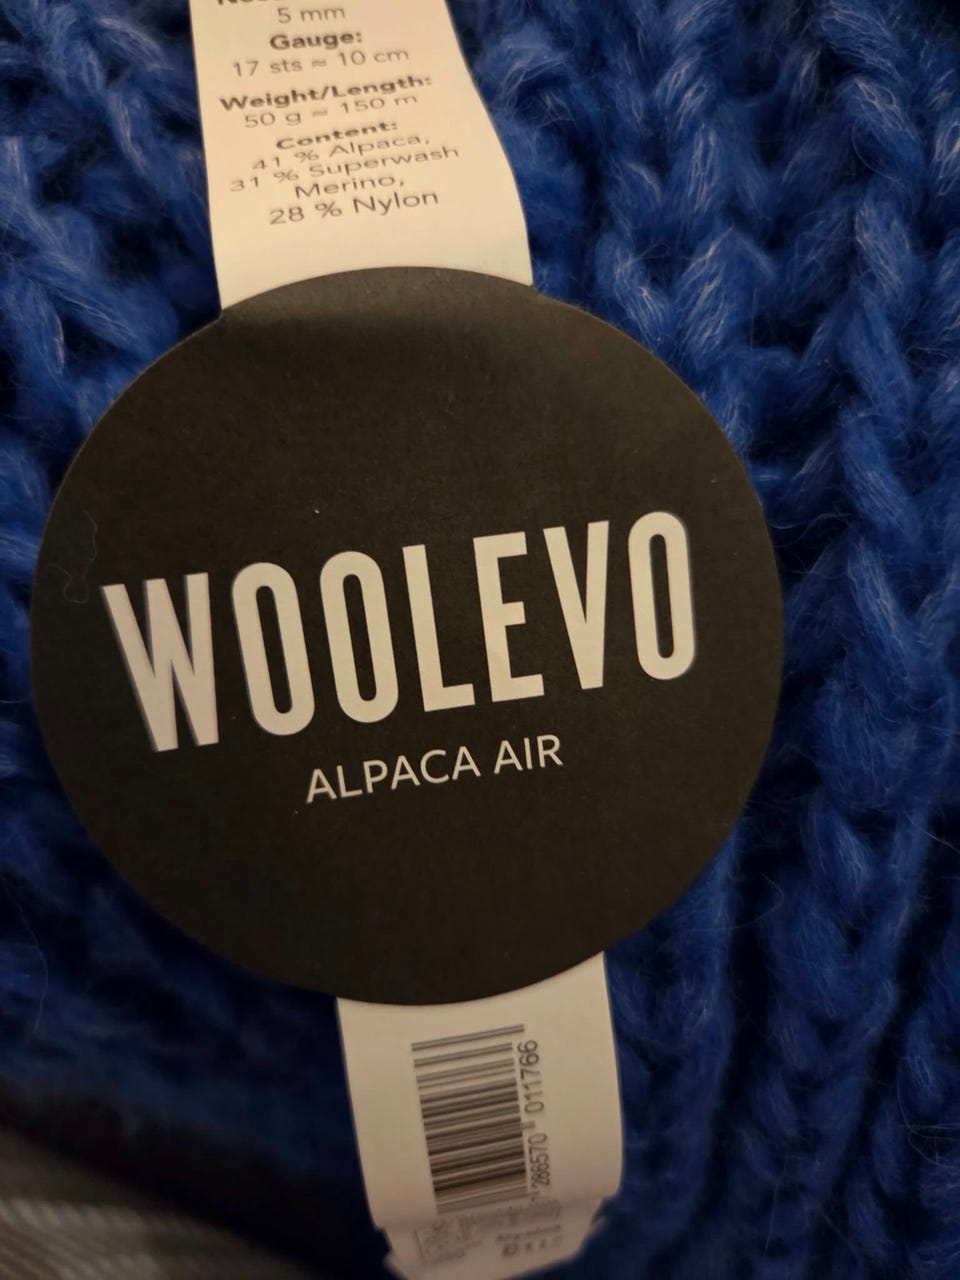 5 mm
Gauge:
17 sts ≈ 10 cm
Weight/Length:
50 g ≈ 150 m
Content:
41 % Alpaca,
31 % Superwash
Merino,
28 % Nylon
WOOLEVO
ALPACA AIR
286570 011766